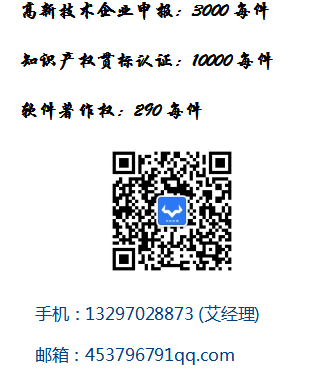 高新技术企业申报：3000 每件
知识产权贯标认证：10000 每件
软件著作权：290 每件
手机：13297028873 (艾经理)
邮箱：453796791qq.com